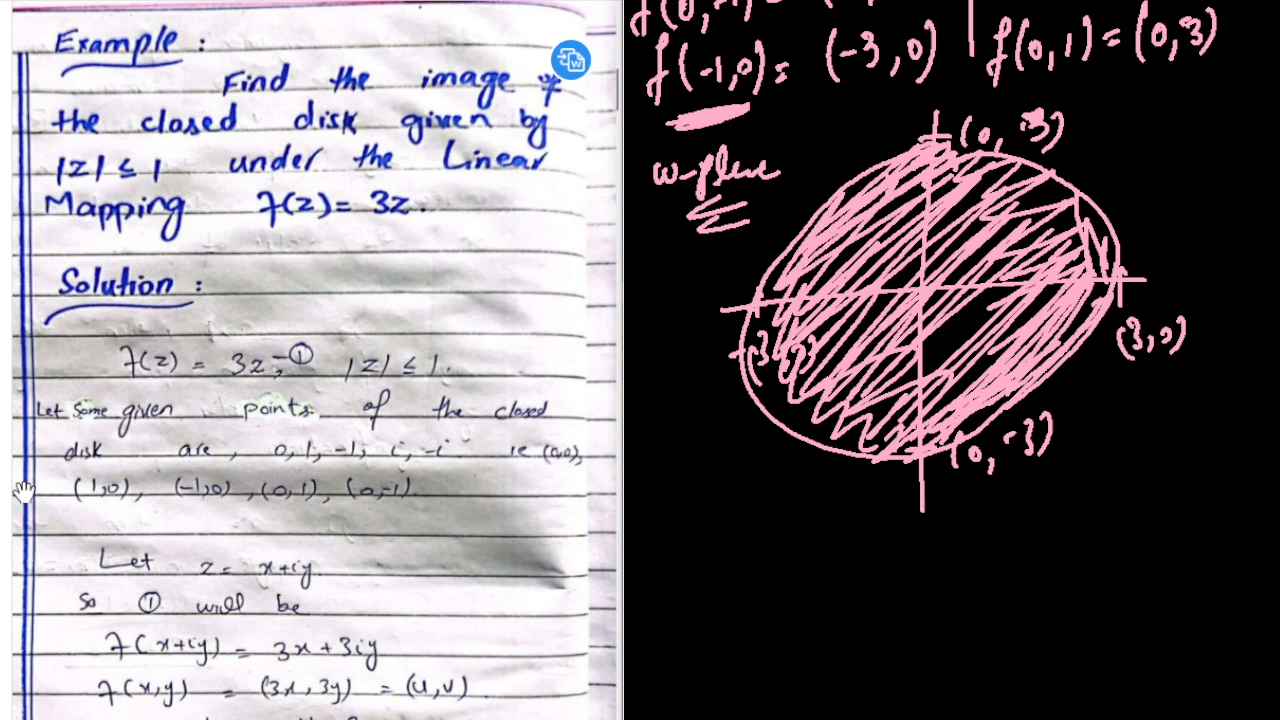 Example :
Find the image of
the closed disk given by
|z| ≤ 1 under the Linear
Mapping f(z) = 3z.
Solution :
f(z) = 3z, -① |z| ≤ 1.
Let some given points of the closed
disk are, 0, 1, -1, i, -i ie (0,0),
(1,0), (-1,0), (0,1), (0,-1).
Let z = x+iy
So ① will be
f(x+iy) = 3x+3iy
f(x,y) = (3x, 3y) = (u,v)
f(-1,0) = (-3,0) | f(0,1) = (0,3)
w-plane
(0, 3)
(3,0)
(0,-3)